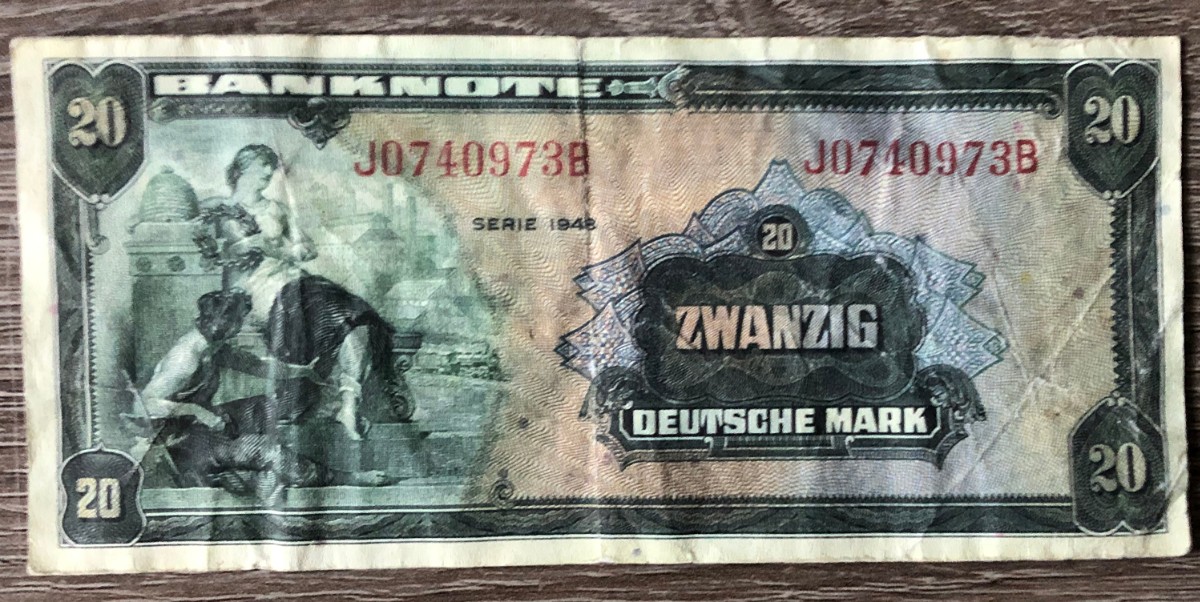 20 BANKNOTE 20
J0740973B J0740973B
SERIE 1948
20
ZWANZIG
DEUTSCHE MARK
20 20